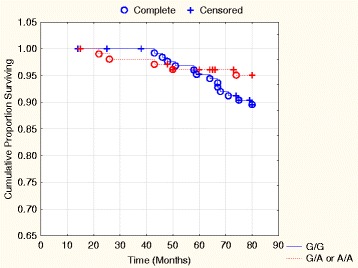 Complete + Censored
1.05
1.00
0.95
0.90
0.85
0.80
0.75
0.70
0.65
0 10 20 30 40 50 60 70 80 90
Cumulative Proportion Surviving
Time (Months)
G/G
G/A or A/A